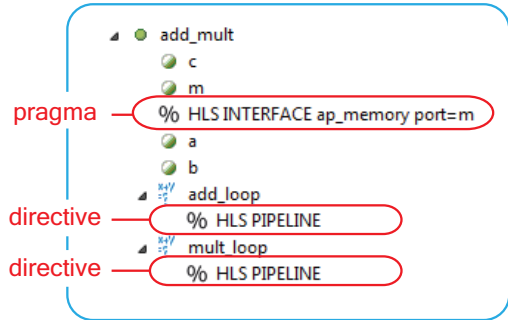 add_mult
c
m
pragma % HLS INTERFACE ap_memory port=m
a
b
x+y/ =; add_loop
directive % HLS PIPELINE
mult_loop
directive % HLS PIPELINE